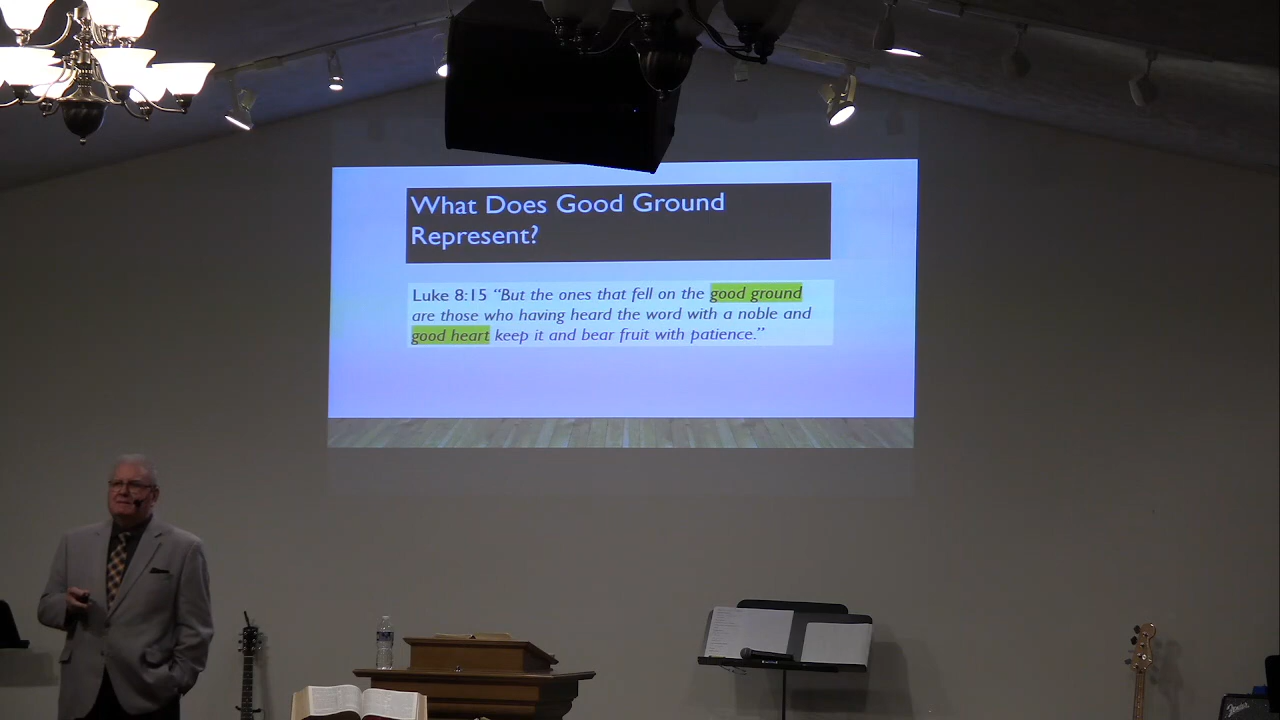 What Does Good Ground
Represent?
Luke 8:15 “But the ones that fell on the good ground
are those who having heard the word with a noble and
good heart keep it and bear fruit with patience.”
Fender